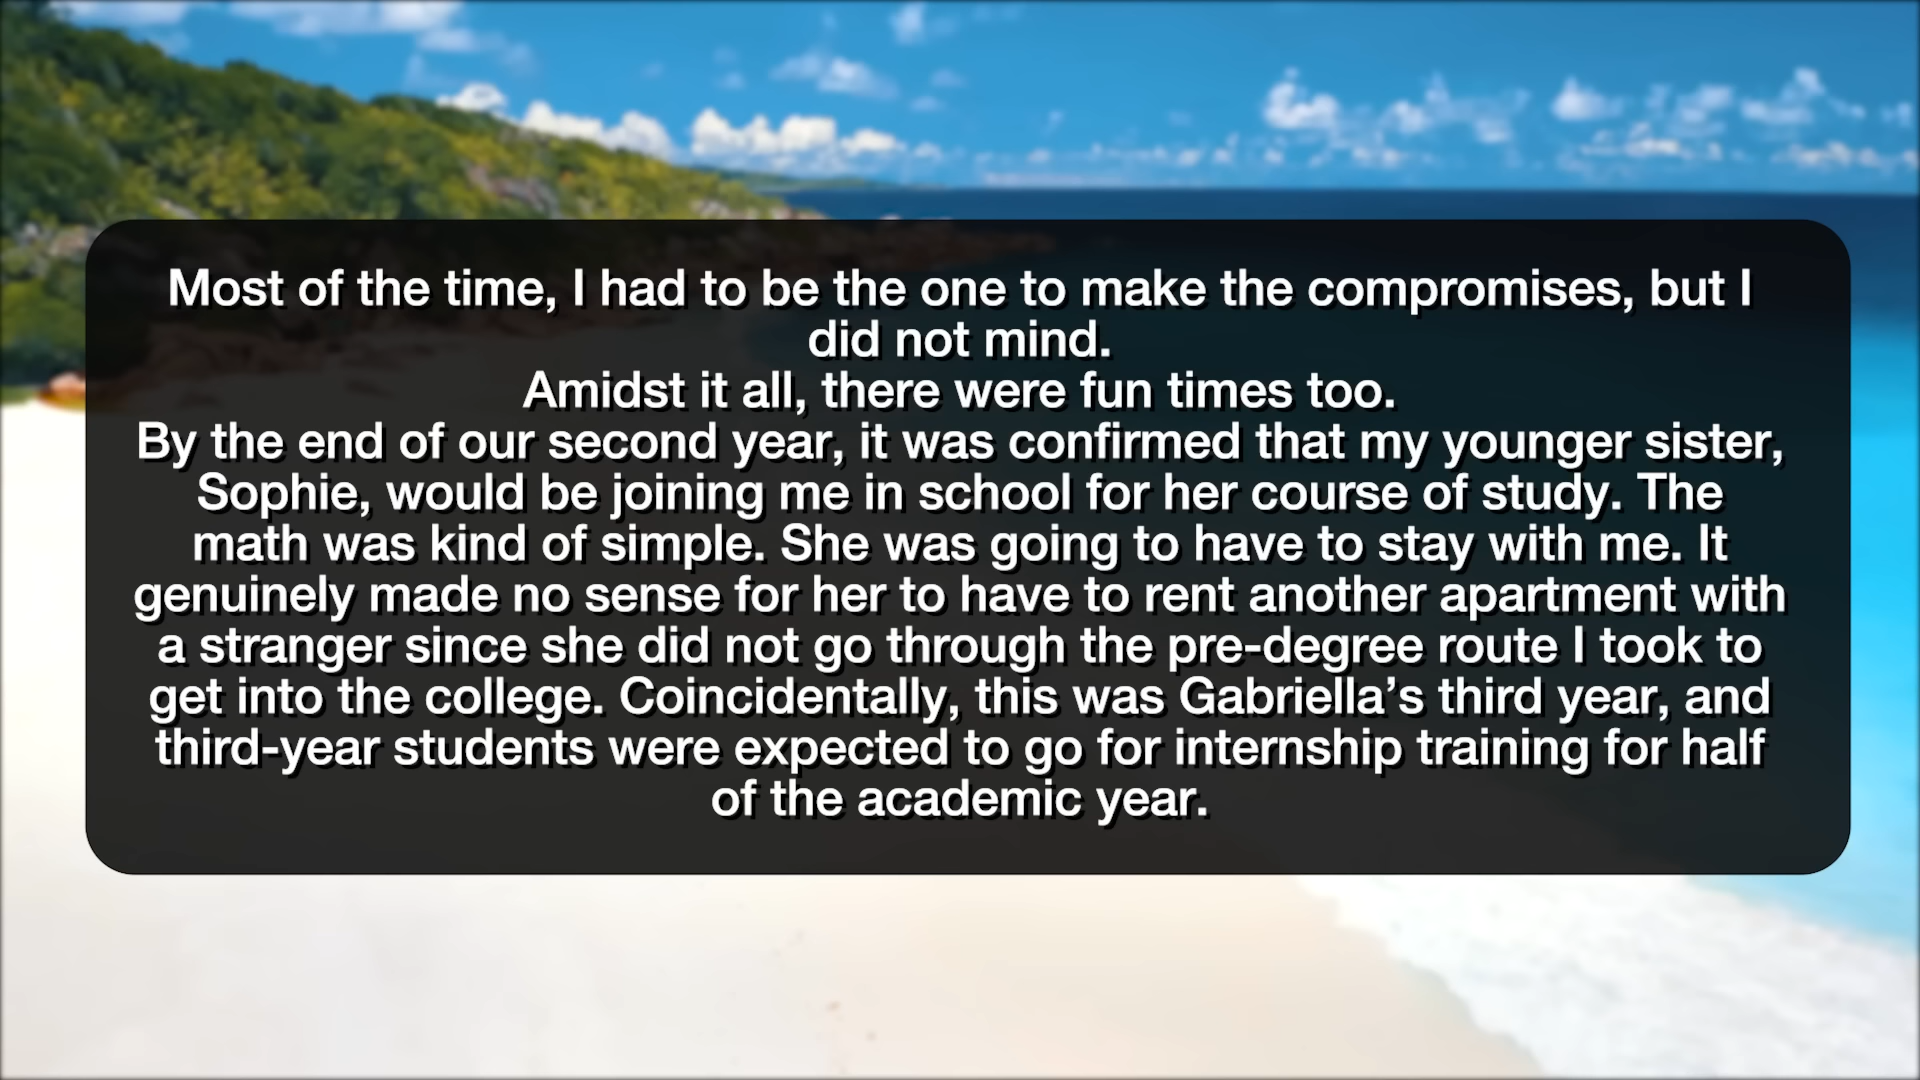 Most of the time, I had to be the one to make the compromises, but I
did not mind.
Amidst it all, there were fun times too.
By the end of our second year, it was confirmed that my younger sister,
Sophie, would be joining me in school for her course of study. The
math was kind of simple. She was going to have to stay with me. It
genuinely made no sense for her to have to rent another apartment with
a stranger since she did not go through the pre-degree route I took to
get into the college. Coincidentally, this was Gabriella’s third year, and
third-year students were expected to go for internship training for half
of the academic year.